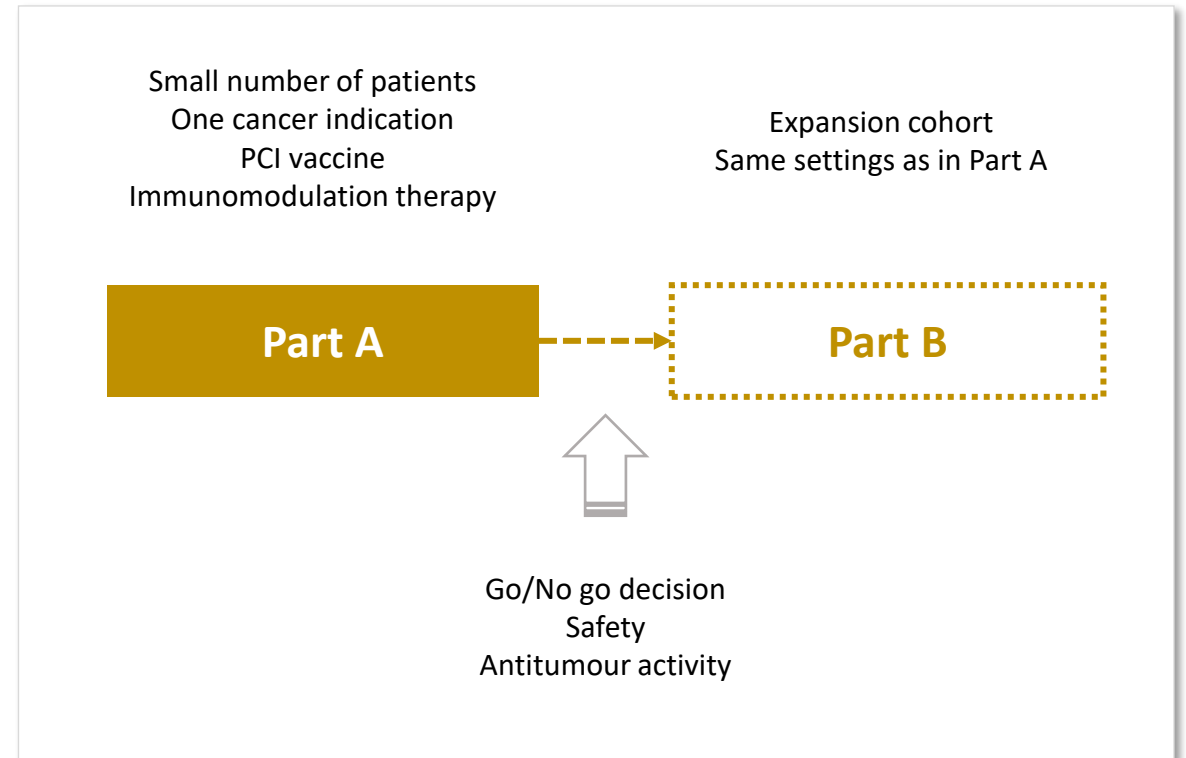 Small number of patients
One cancer indication
PCI vaccine
Immunomodulation therapy
Expansion cohort
Same settings as in Part A
Part A
Part B
Go/No go decision
Safety
Antitumour activity